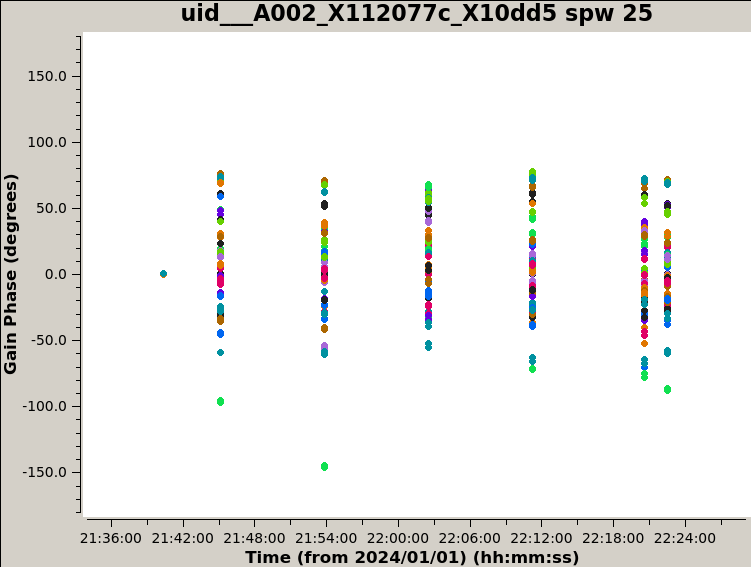 uid___A002_X112077c_X10dd5 spw 25
Gain Phase (degrees)
150.0
100.0
50.0
0.0
-50.0
-100.0
-150.0
21:36:00 21:42:00 21:48:00 21:54:00 22:00:00 22:06:00 22:12:00 22:18:00 22:24:00
Time (from 2024/01/01) (hh:mm:ss)